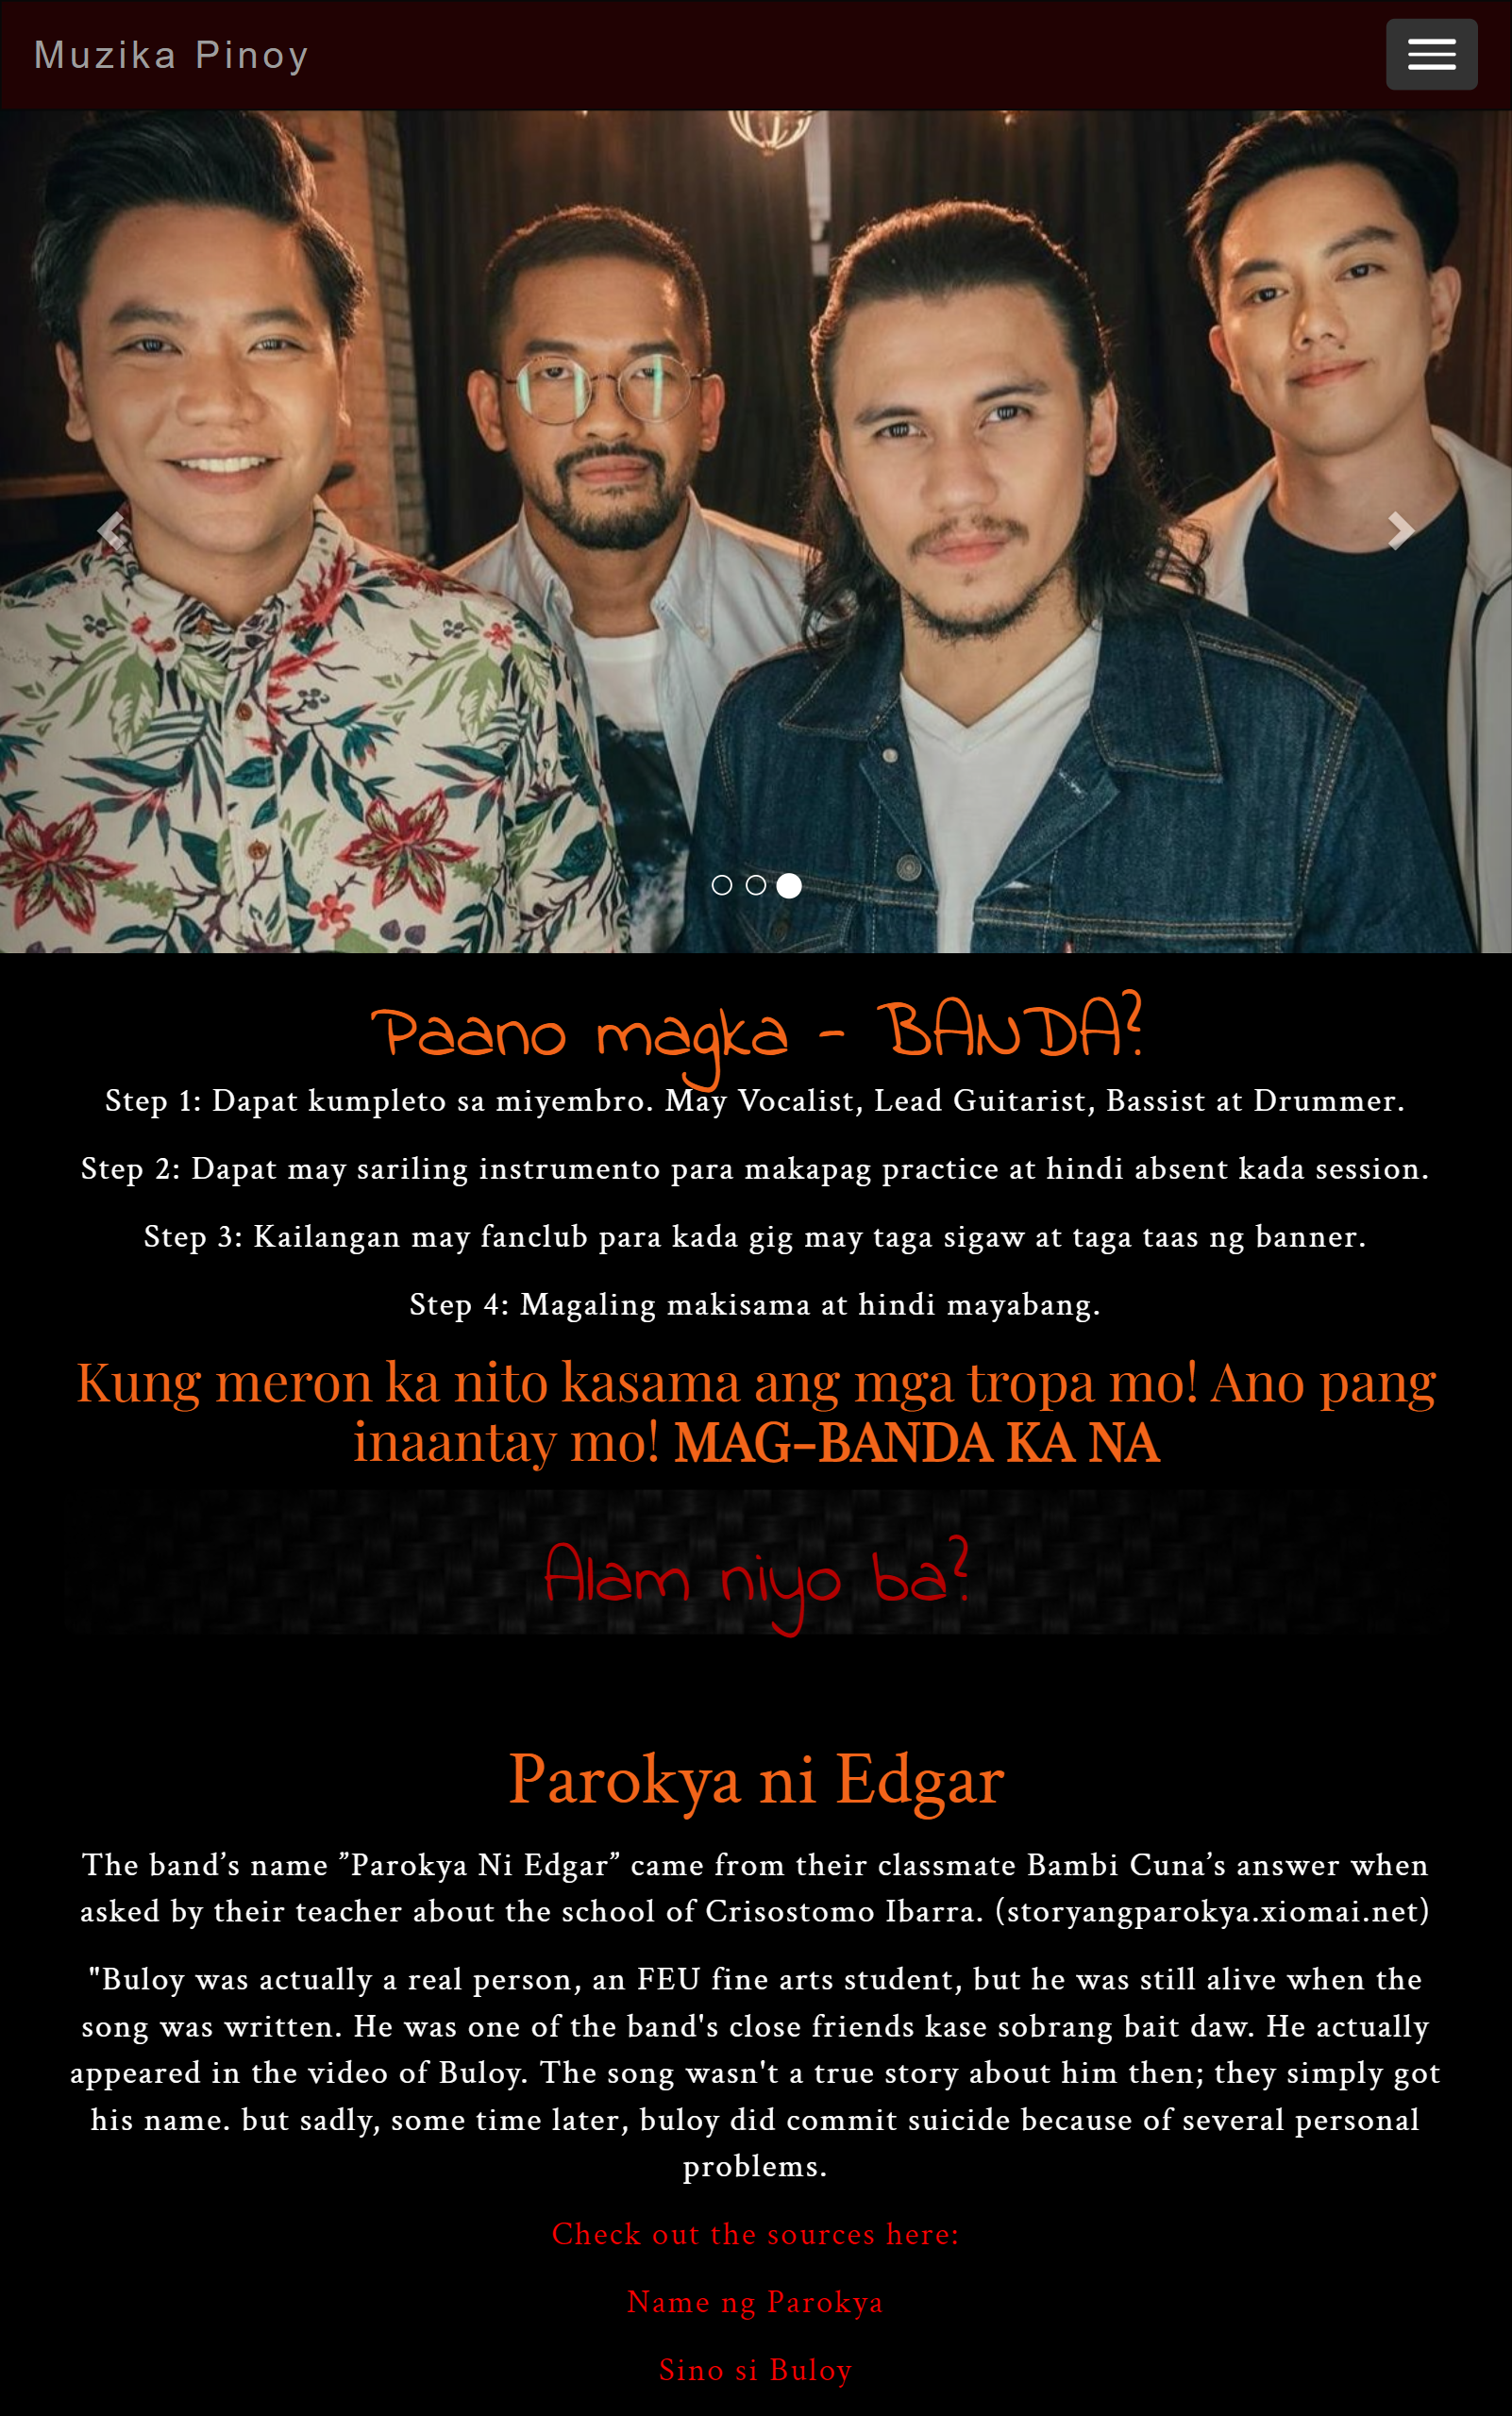 Muzika Pinoy
Paano magka - BANDA?
Step 1: Dapat kumpleto sa miyembro. May Vocalist, Lead Guitarist, Bassist at Drummer.
Step 2: Dapat may sariling instrumento para makapag practice at hindi absent kada session.
Step 3: Kailangan may fanclub para kada gig may taga sigaw at taga taas ng banner.
Step 4: Magaling makisama at hindi mayabang.
Kung meron ka nito kasama ang mga tropa mo! Ano pang
inaantay mo! MAG-BANDA KA NA
Alam niyo ba?
Parokya ni Edgar
The band’s name ”Parokya Ni Edgar” came from their classmate Bambi Cuna’s answer when
asked by their teacher about the school of Crisostomo Ibarra. (storyangparokya.xiomai.net)
"Buloy was actually a real person, an FEU fine arts student, but he was still alive when the
song was written. He was one of the band's close friends kase sobrang bait daw. He actually
appeared in the video of Buloy. The song wasn't a true story about him then; they simply got
his name. but sadly, some time later, buloy did commit suicide because of several personal
problems.
Check out the sources here:
Name ng Parokya
Sino si Buloy